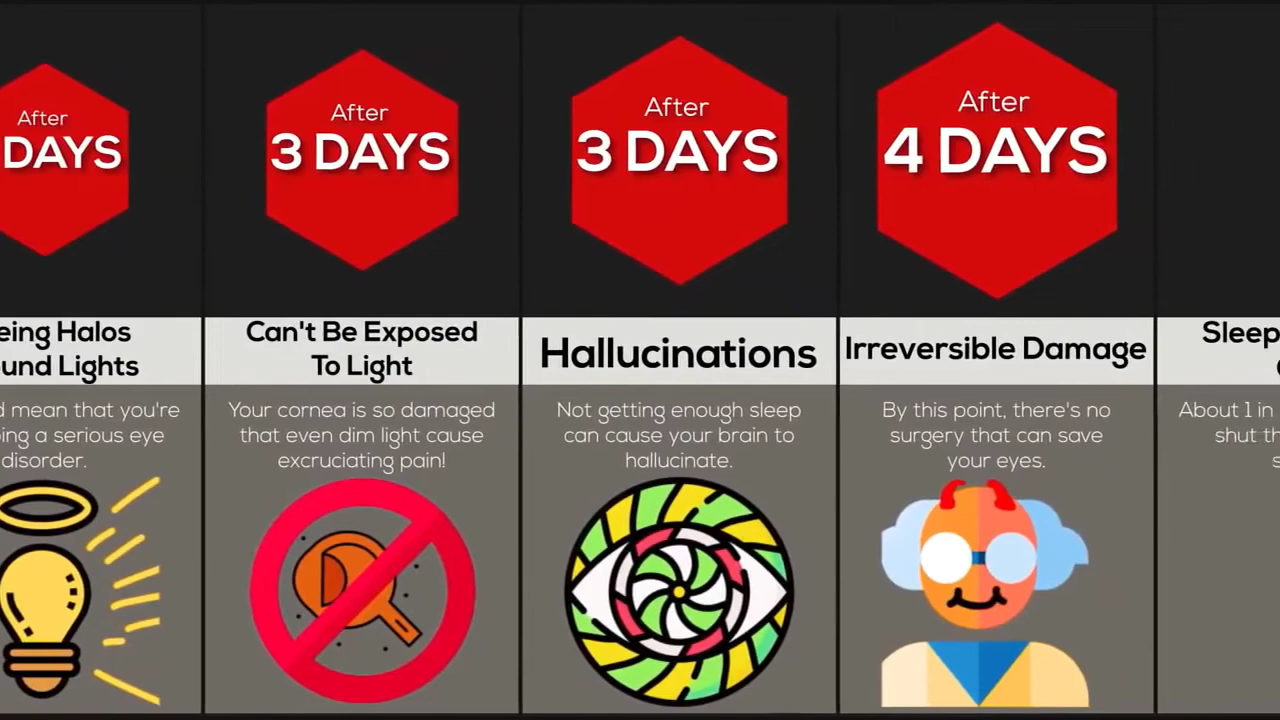 After
DAYS
eing Halos
und Lights
d mean that you're
ing a serious eye
disorder.
After
3 DAYS
Can't Be Exposed
To Light
Your cornea is so damaged
that even dim light cause
excruciating pain!
After
3 DAYS
Hallucinations
Not getting enough sleep
can cause your brain to
hallucinate.
After
4 DAYS
Irreversible Damage
By this point, there's no
surgery that can save
your eyes.
Sleep
About 1 in
shut th
s